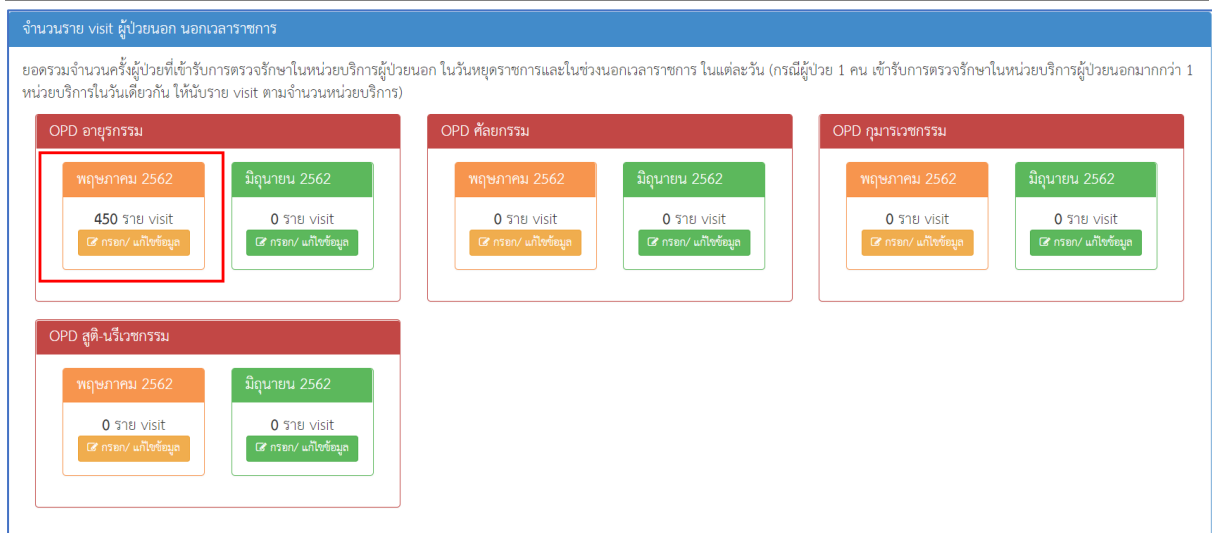 จำนวนราย visit ผู้ป่วยนอก นอกเวลาราชการ
ยอดรวมจำนวนครั้งผู้ป่วยที่เข้ารับการตรวจรักษาในหน่วยบริการผู้ป่วยนอก ในวันหยุดราชการและในช่วงนอกเวลาราชการ ในแต่ละวัน (กรณีผู้ป่วย 1 คน เข้ารับการตรวจรักษาในหน่วยบริการผู้ป่วยนอกมากกว่า 1
หน่วยบริการในวันเดียวกัน ให้นับราย visit ตามจำนวนหน่วยบริการ)
OPD อายุรกรรม
พฤษภาคม 2562
450 ราย visit
กรอก/ แก้ไขข้อมูล
มิถุนายน 2562
0 ราย visit
กรอก/ แก้ไขข้อมูล
OPD ศัลยกรรม
พฤษภาคม 2562
0 ราย visit
กรอก/ แก้ไขข้อมูล
มิถุนายน 2562
0 ราย visit
กรอก/ แก้ไขข้อมูล
OPD กุมารเวชกรรม
พฤษภาคม 2562
0 ราย visit
กรอก/ แก้ไขข้อมูล
มิถุนายน 2562
0 ราย visit
กรอก/ แก้ไขข้อมูล
OPD สูติ-นรีเวชกรรม
พฤษภาคม 2562
0 ราย visit
กรอก/ แก้ไขข้อมูล
มิถุนายน 2562
0 ราย visit
กรอก/ แก้ไขข้อมูล